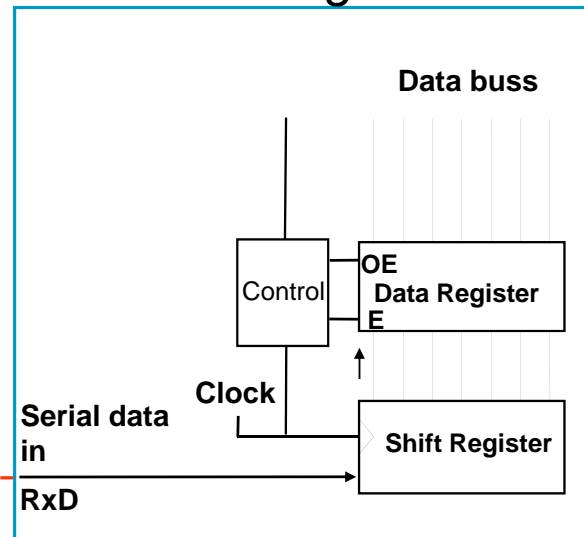 Data buss
OE
Control
Data Register
E
Clock
Serial data
in
Shift Register
RxD